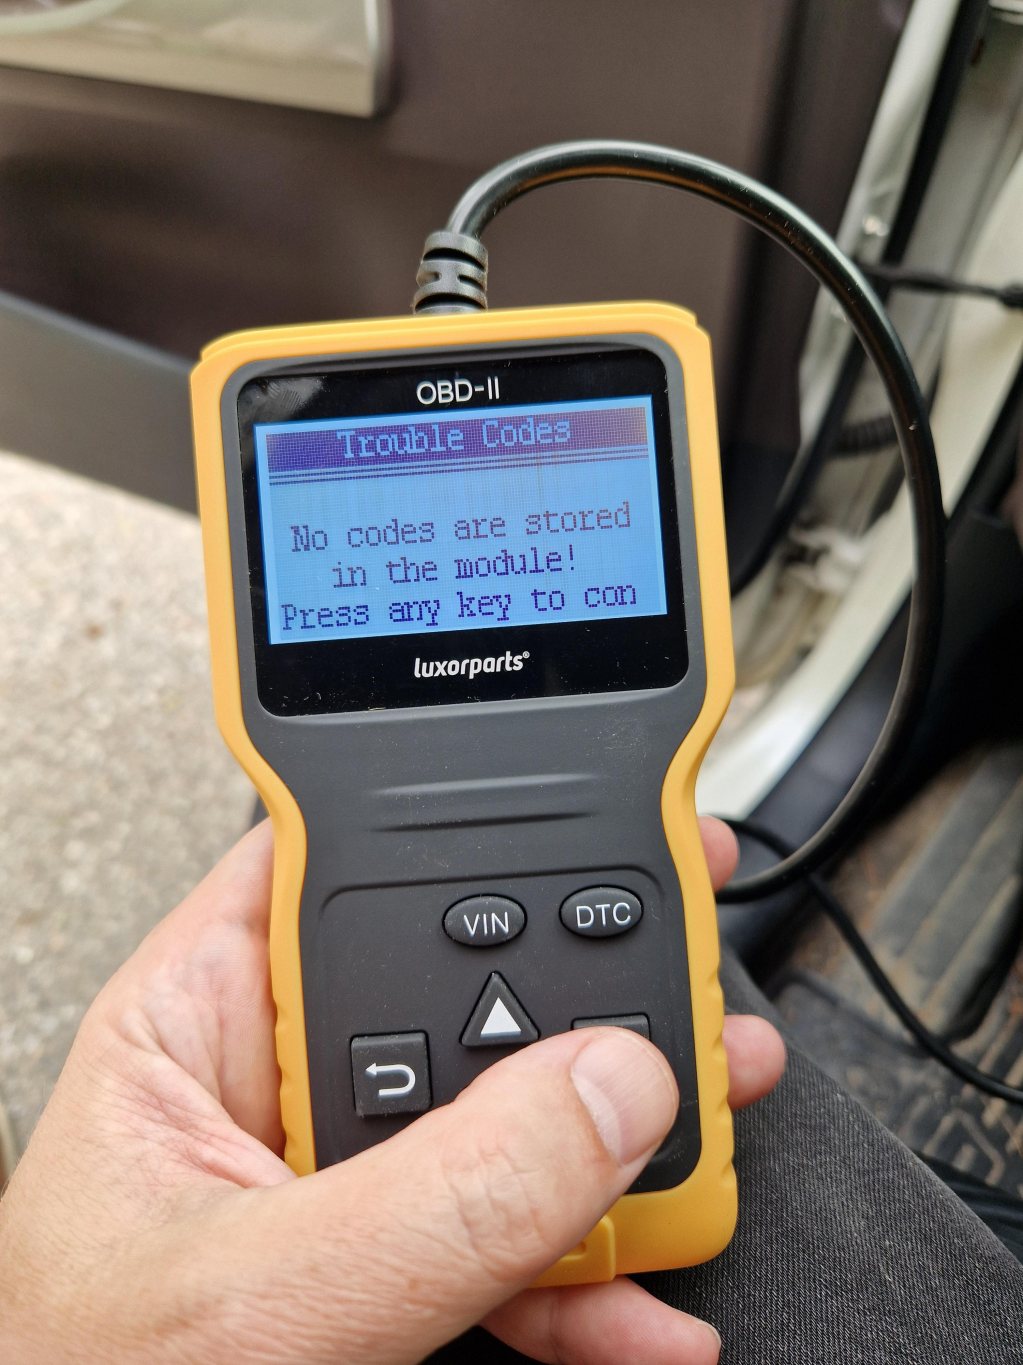 OBD-II
Trouble Codes
No codes are stored
in the module!
Press any key to con
luxorparts®
VIN
DTC